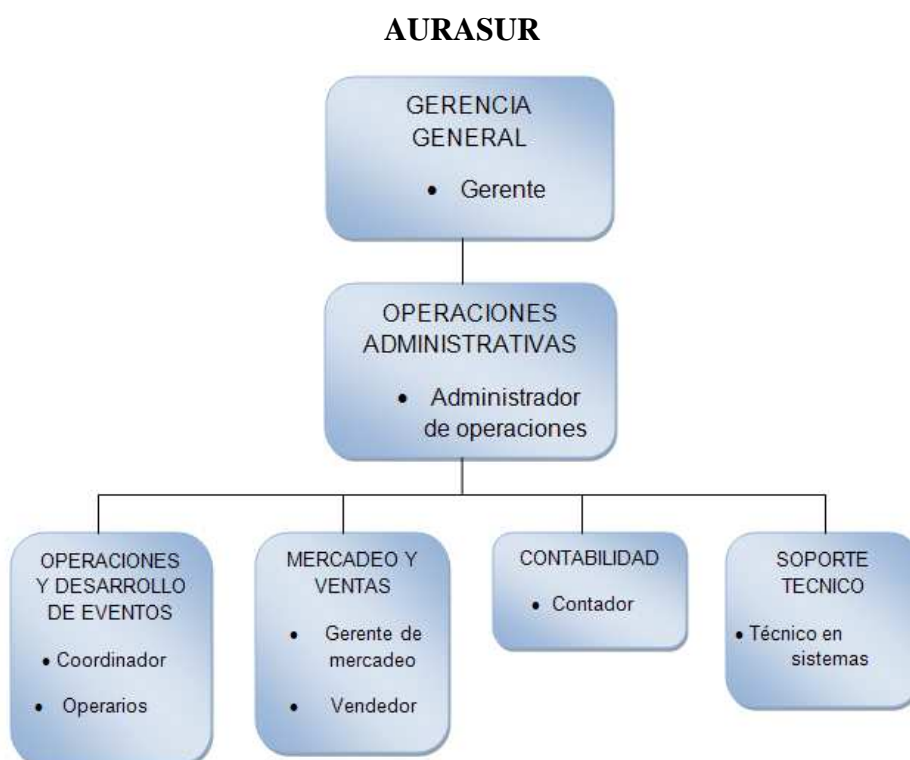 AURASUR
GERENCIA
GENERAL
• Gerente
OPERACIONES
ADMINISTRATIVAS
• Administrador
de operaciones
OPERACIONES
Y DESARROLLO
DE EVENTOS
• Coordinador
• Operarios
MERCADEO Y
VENTAS
• Gerente de
mercadeo
• Vendedor
CONTABILIDAD
• Contador
SOPORTE
TECNICO
• Técnico en
sistemas